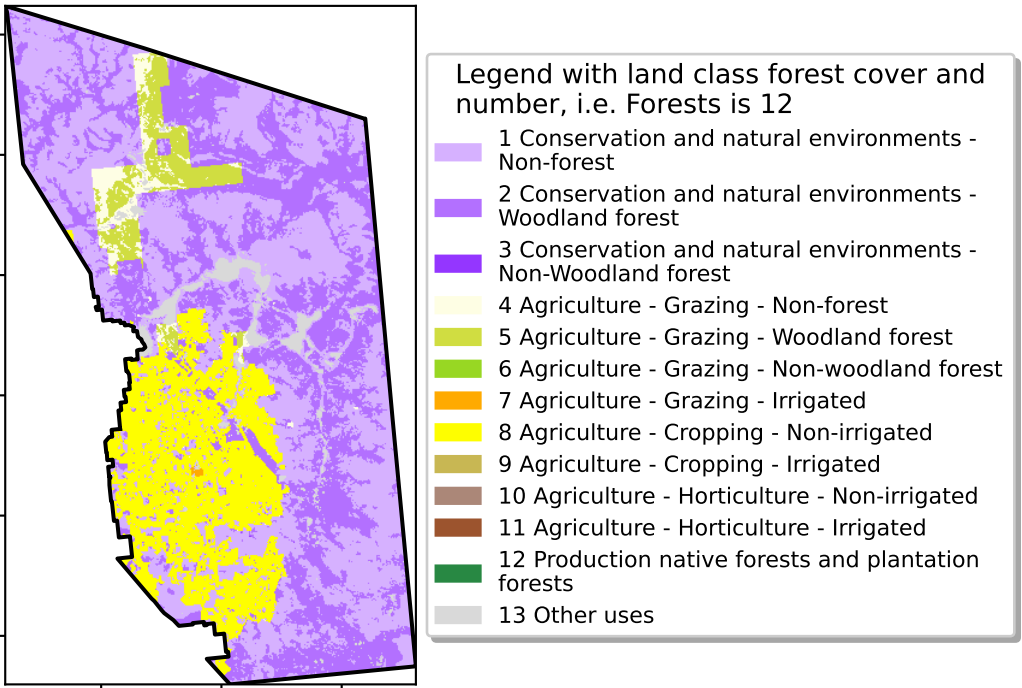 Legend with land class forest cover and
number, i.e. Forests is 12
1 Conservation and natural environments -
Non-forest
2 Conservation and natural environments -
Woodland forest
3 Conservation and natural environments -
Non-Woodland forest
4 Agriculture - Grazing - Non-forest
5 Agriculture - Grazing - Woodland forest
6 Agriculture - Grazing - Non-woodland forest
7 Agriculture - Grazing - Irrigated
8 Agriculture - Cropping - Non-irrigated
9 Agriculture - Cropping - Irrigated
10 Agriculture - Horticulture - Non-irrigated
11 Agriculture - Horticulture - Irrigated
12 Production native forests and plantation
forests
13 Other uses